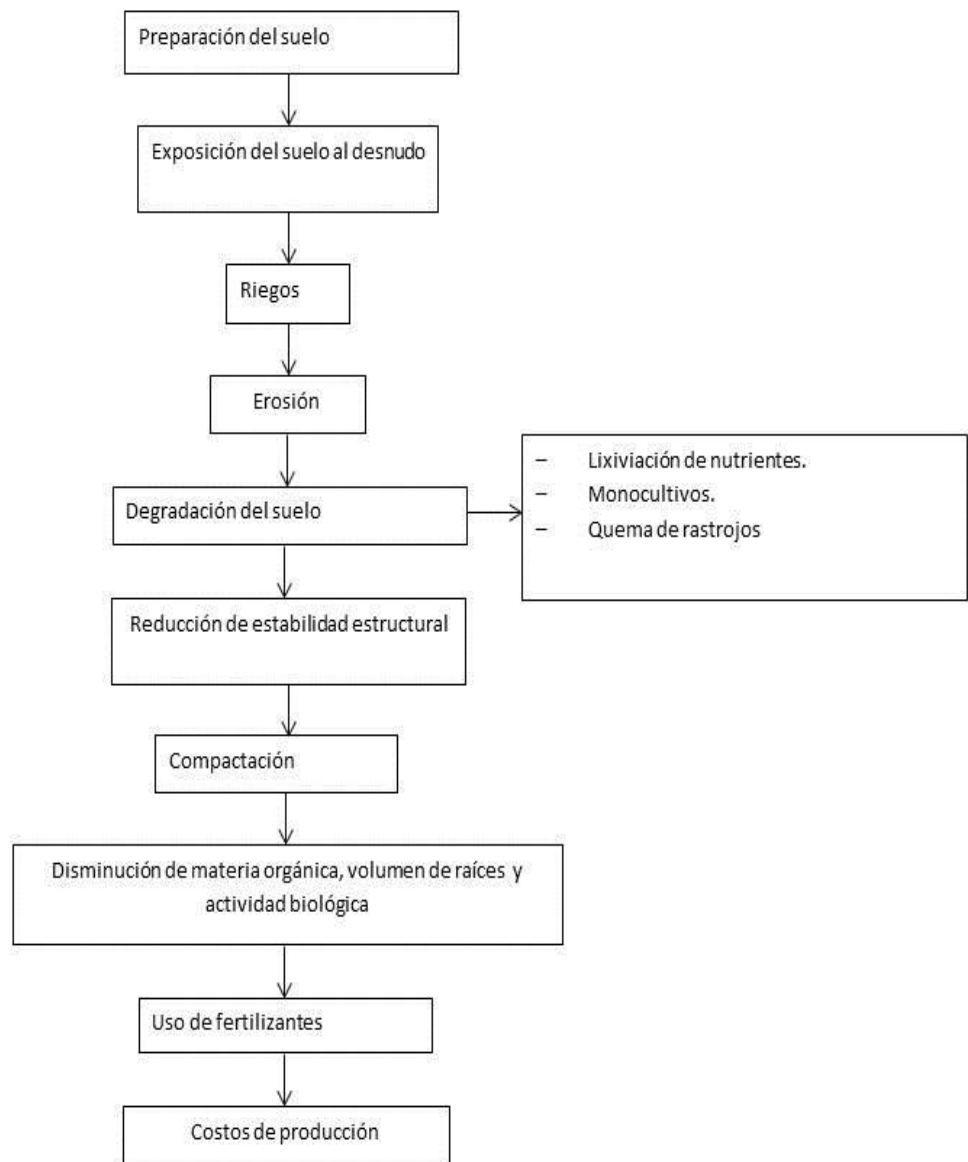 Preparación del suelo
Exposición del suelo al desnudo
Riegos
Erosión
Degradación del suelo
– Lixiviación de nutrientes.
– Monocultivos.
– Quema de rastrojos
Reducción de estabilidad estructural
Compactación
Disminución de materia orgánica, volumen de raíces y
actividad biológica
Uso de fertilizantes
Costos de producción